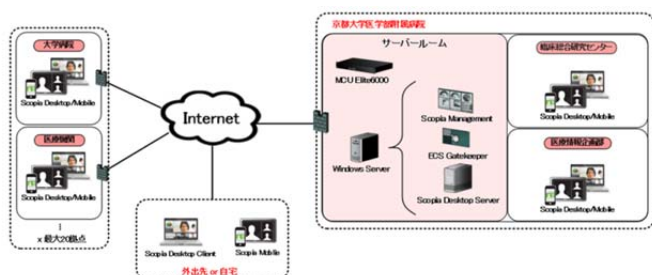 大学病院
Scopia Desktop/Mobile
医療機関
Scopia Desktop/Mobile
x 最大20拠点
Internet
Scopia Desktop Client
Scopia Mobile
外出先 or 自宅
京都大学医学部附属病院
サーバールーム
MCU Elite6000
Windows Server
Scopia Management
ECS Gatekeeper
Scopia Desktop Server
臨床総合研究センター
Scopia Desktop/Mobile
医療情報企画部
Scopia Desktop/Mobile